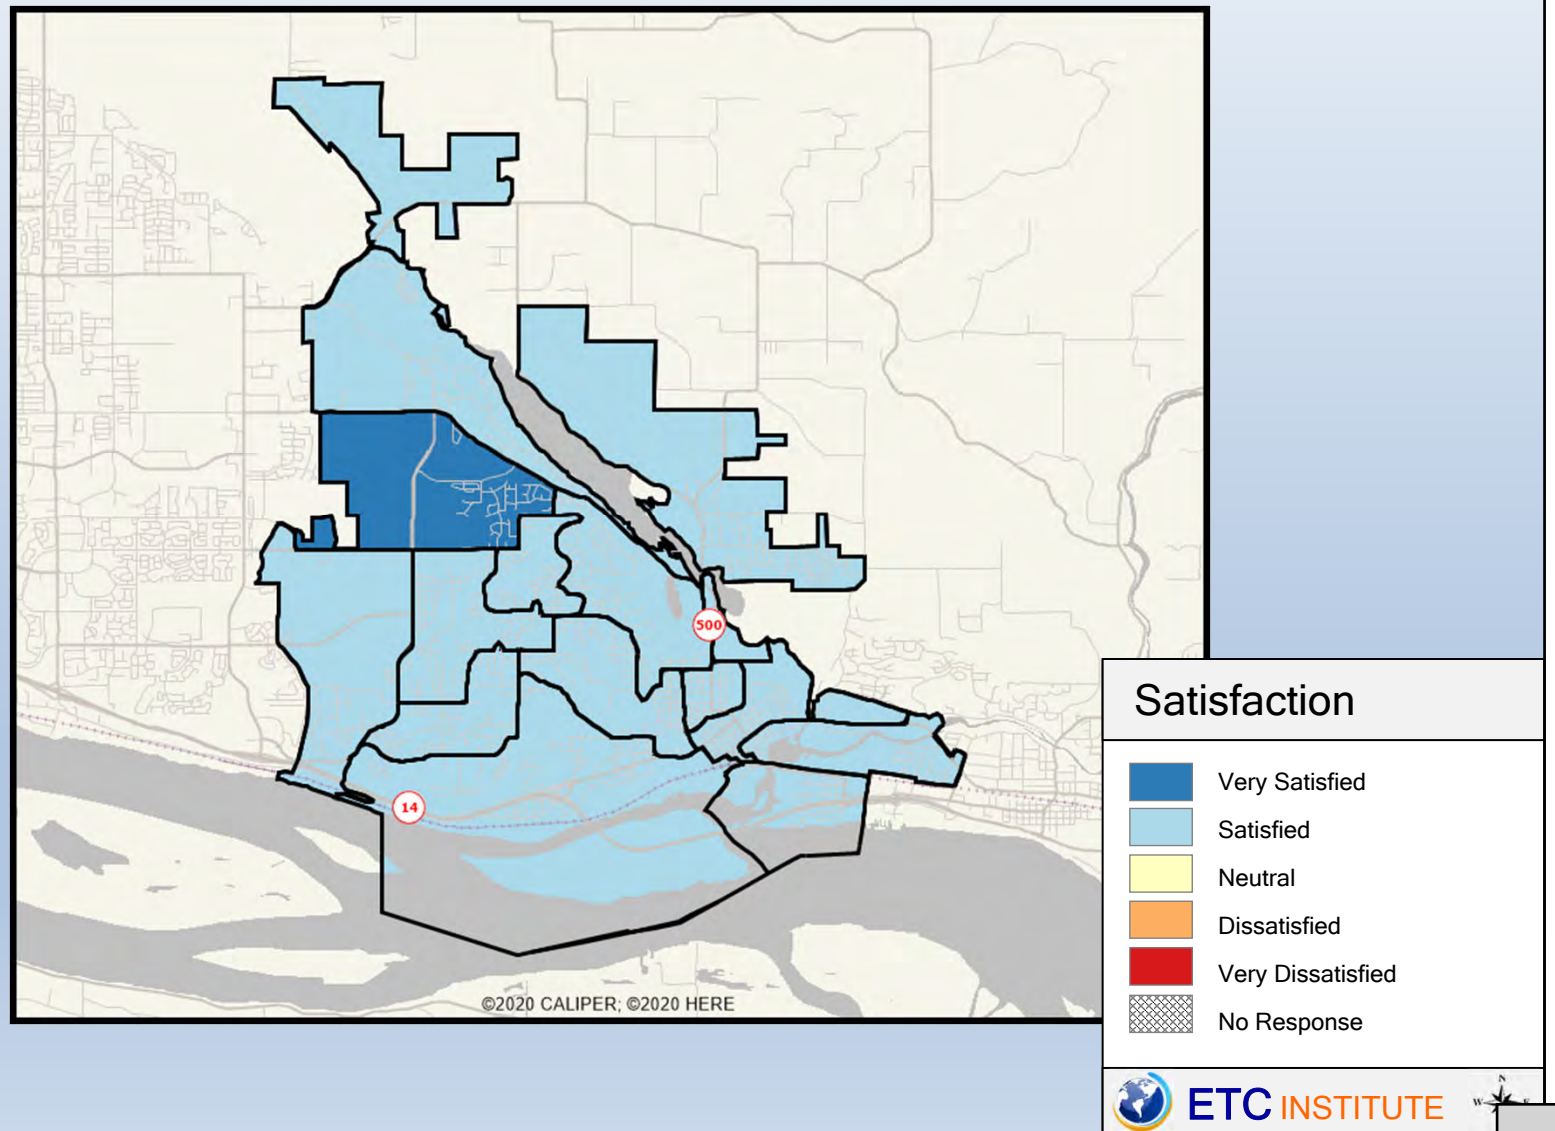 500
14
©2020 CALIPER; ©2020 HERE
Satisfaction
Very Satisfied
Satisfied
Neutral
Dissatisfied
Very Dissatisfied
No Response
ETC INSTITUTE
N
W
E